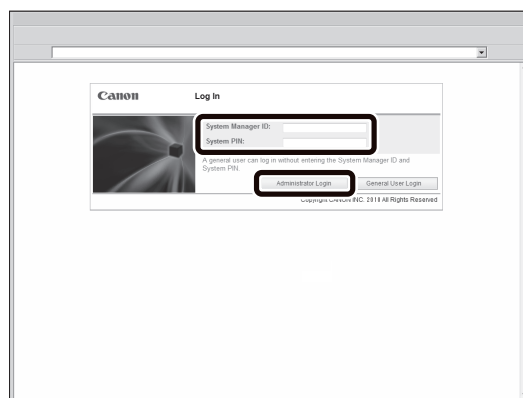 Canon
Log In
System Manager ID:
System PIN:
A general user can log in without entering the System Manager ID and
System PIN.
Administrator Login
General User Login
Copyright CANON INC. 2010 All Rights Reserved